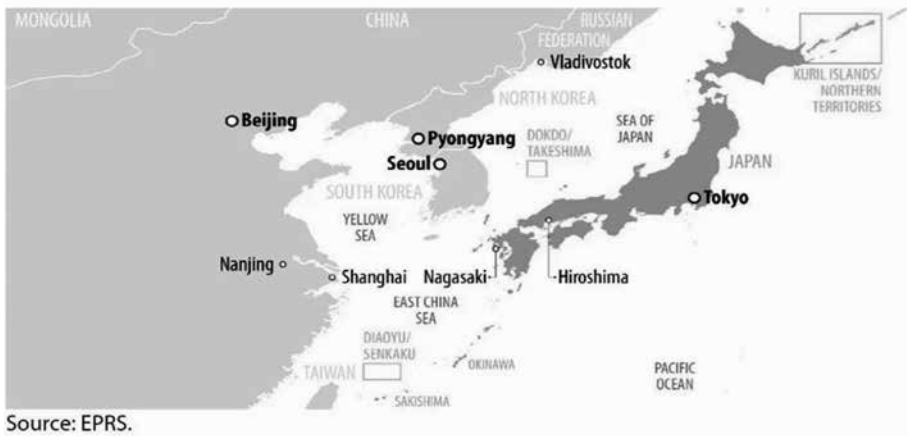 MONGOLIA
CHINA
RUSSIAN
FEDERATION
Vladivostok
KURIL ISLANDS/
NORTHERN
TERRITORIES
NORTH KOREA
Beijing
SEA OF
JAPAN
Pyongyang
DOKDO/
TAKESHIMA
Seoul
JAPAN
SOUTH KOREA
Tokyo
YELLOW
SEA
Nanjing
Shanghai
Nagasaki
Hiroshima
EAST CHINA
SEA
DIAOYU/
SENKAKU
TAIWAN
OKINAWA
PACIFIC
OCEAN
SAKISHIMA
Source: EPRS.